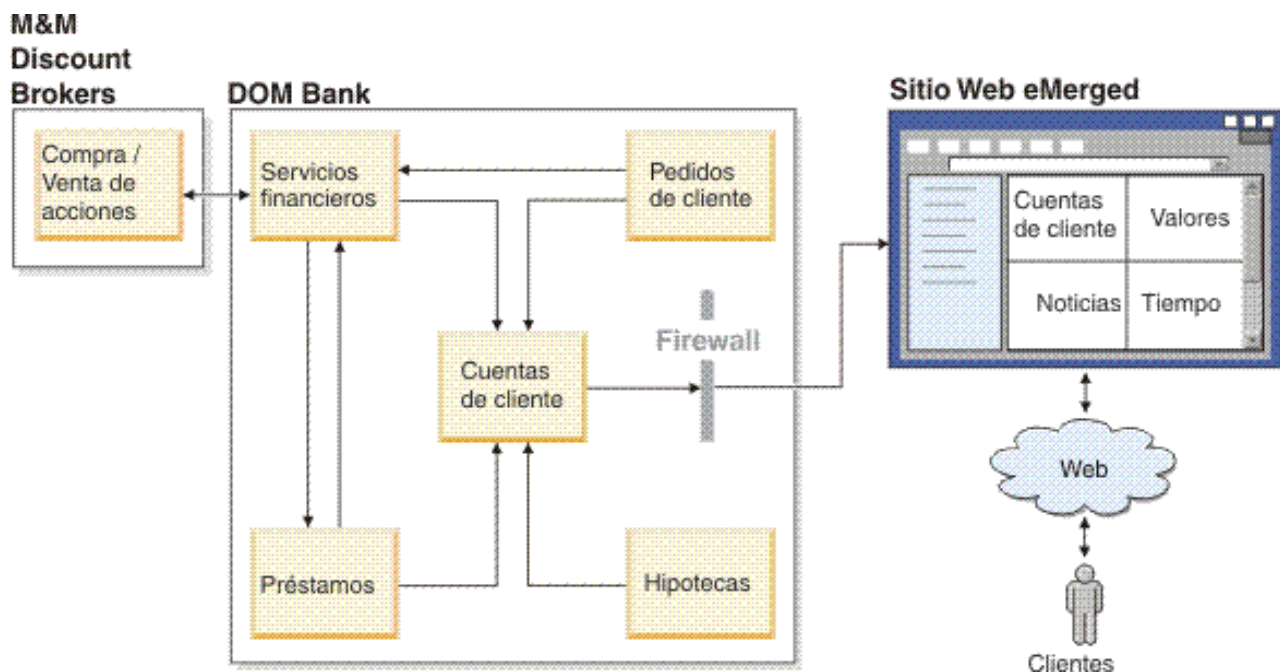 M&M
Discount
Brokers
DOM Bank
Sitio Web eMerged
Compra /
Venta de
acciones
Servicios
financieros
Pedidos
de cliente
Cuentas
de cliente
Valores
Noticias
Tiempo
Firewall
Cuentas
de cliente
Web
Préstamos
Hipotecas
Clientes